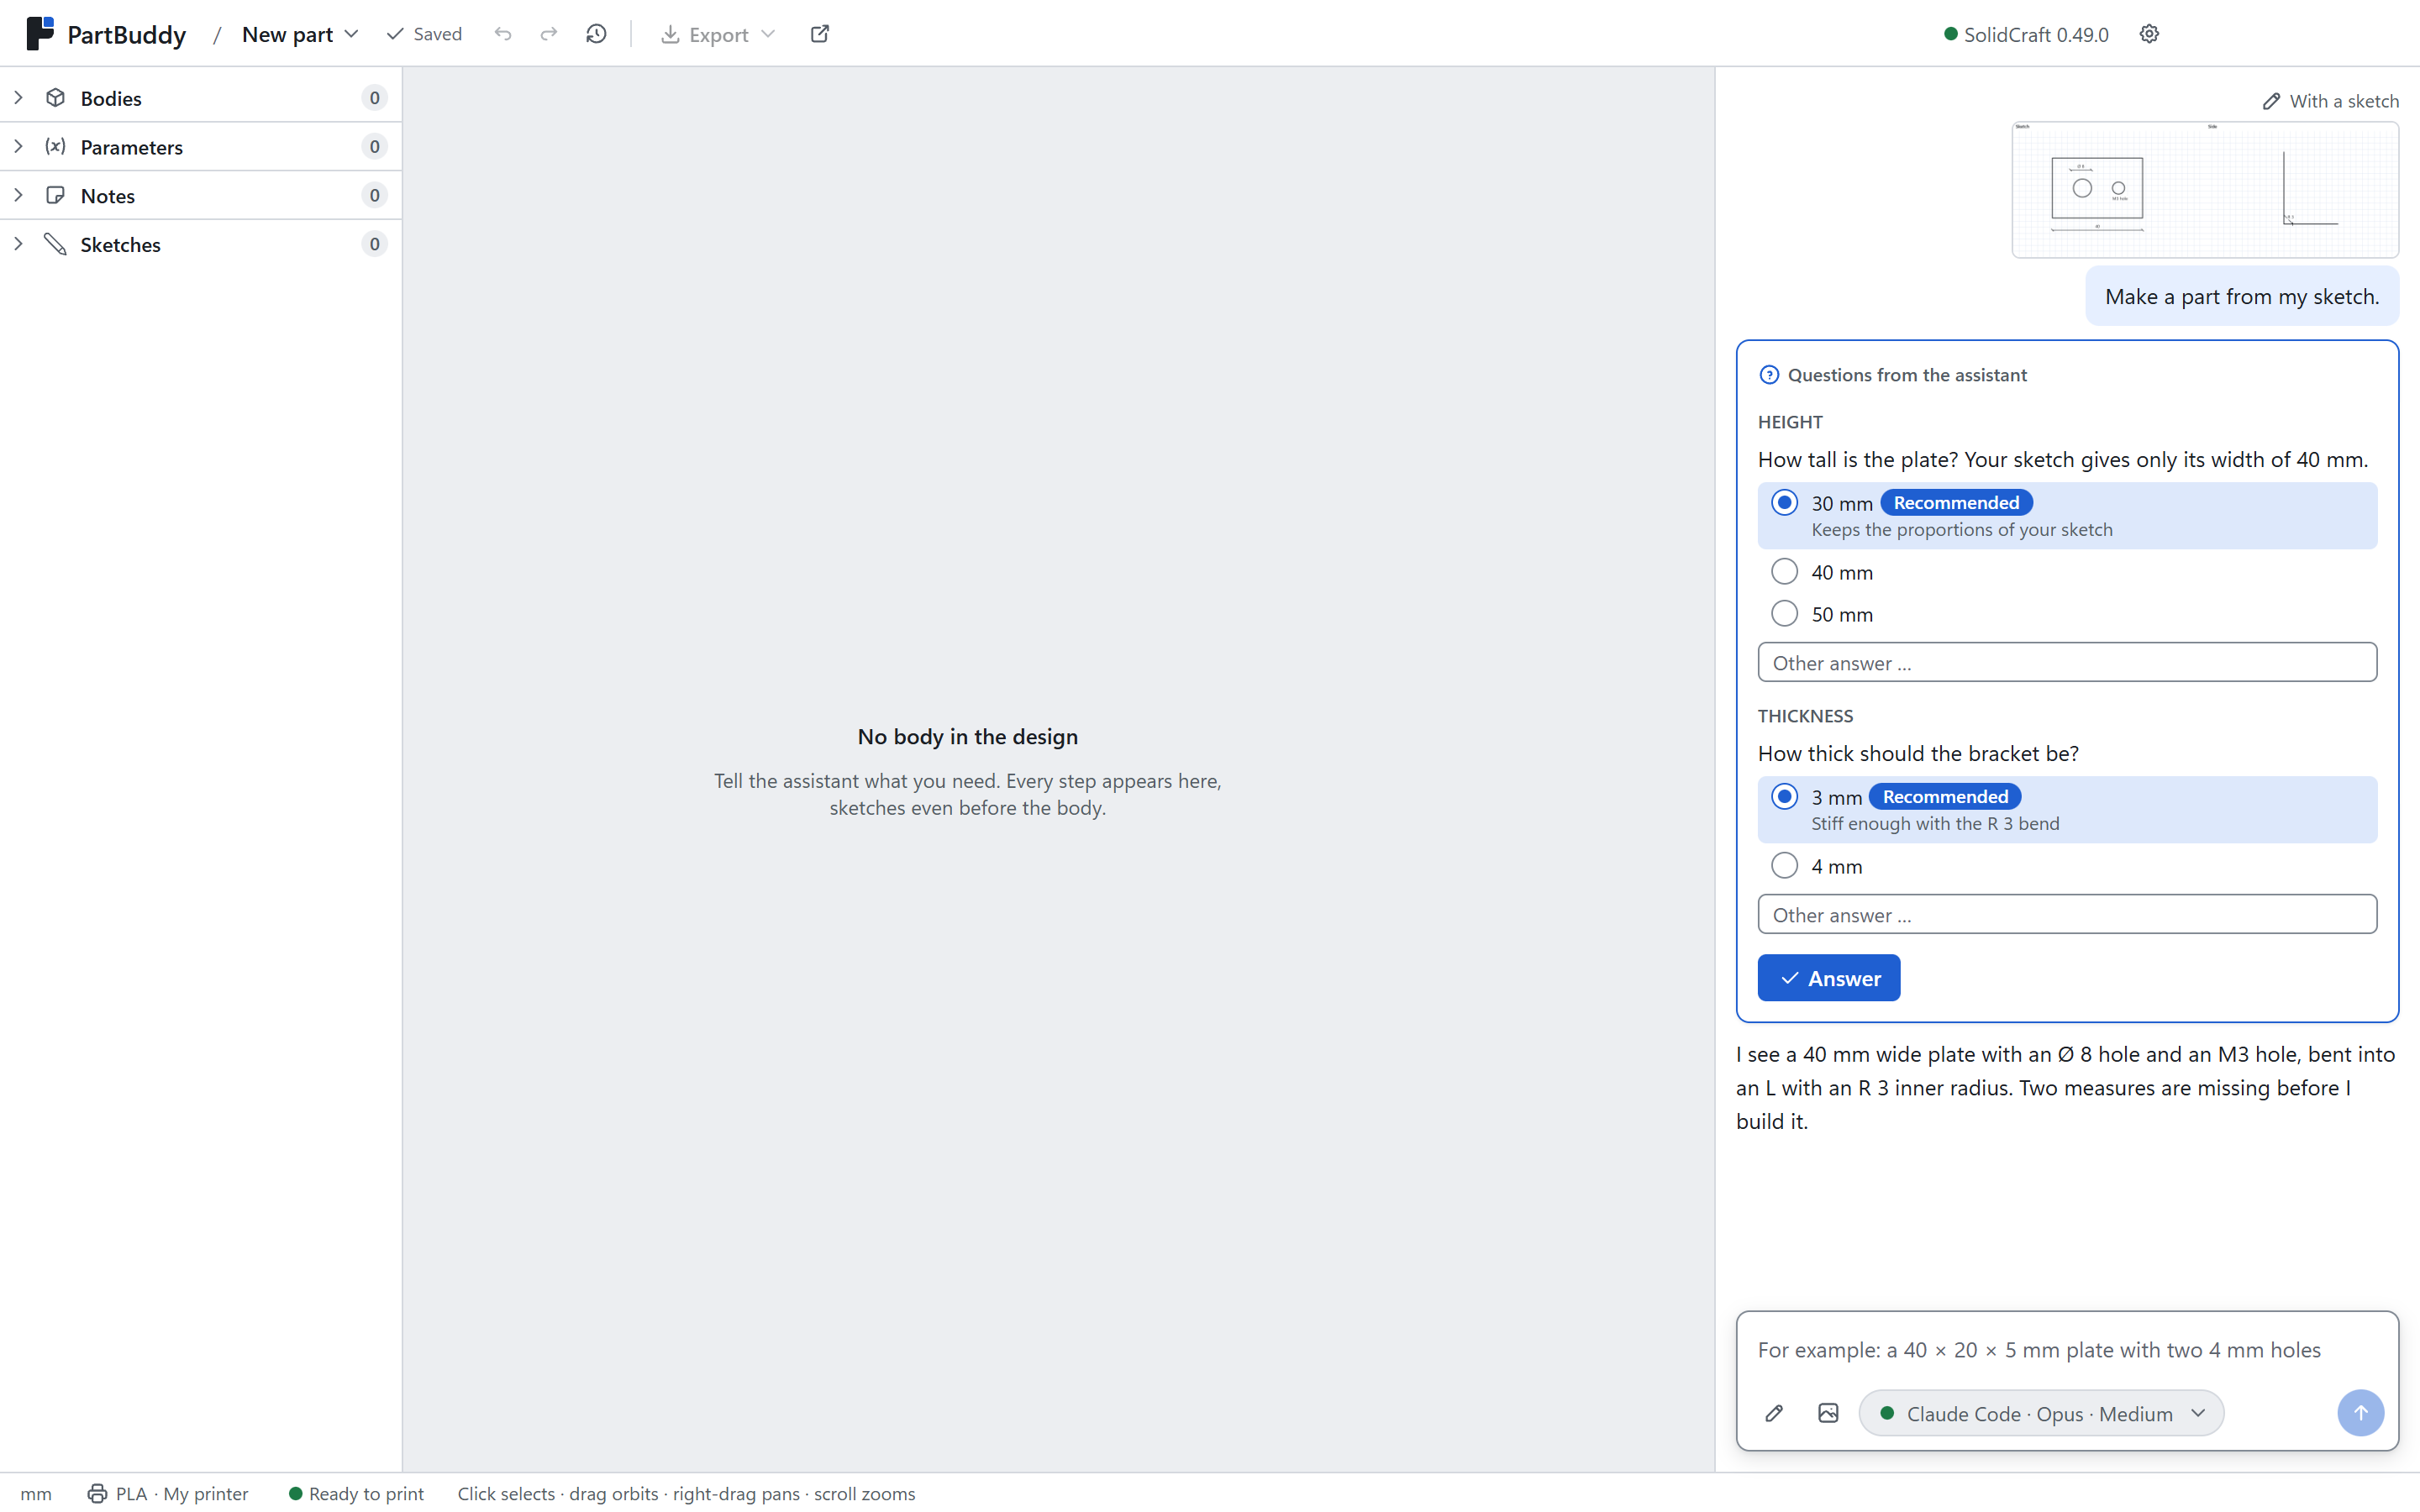 PartBuddy / New part Saved Export SolidCraft 0.49.0
Bodies 0
Parameters 0
Notes 0
Sketches 0
No body in the design
Tell the assistant what you need. Every step appears here,
sketches even before the body.
With a sketch
Sketch Side
Ø 8
M3 hole
40
Make a part from my sketch.
Questions from the assistant
HEIGHT
How tall is the plate? Your sketch gives only its width of 40 mm.
30 mm Recommended
Keeps the proportions of your sketch
40 mm
50 mm
Other answer ...
THICKNESS
How thick should the bracket be?
3 mm Recommended
Stiff enough with the R 3 bend
4 mm
Other answer ...
Answer
I see a 40 mm wide plate with an Ø 8 hole and an M3 hole, bent into
an L with an R 3 inner radius. Two measures are missing before I
build it.
For example: a 40 × 20 × 5 mm plate with two 4 mm holes
Claude Code · Opus · Medium
mm PLA · My printer Ready to print Click selects · drag orbits · right-drag pans · scroll zooms